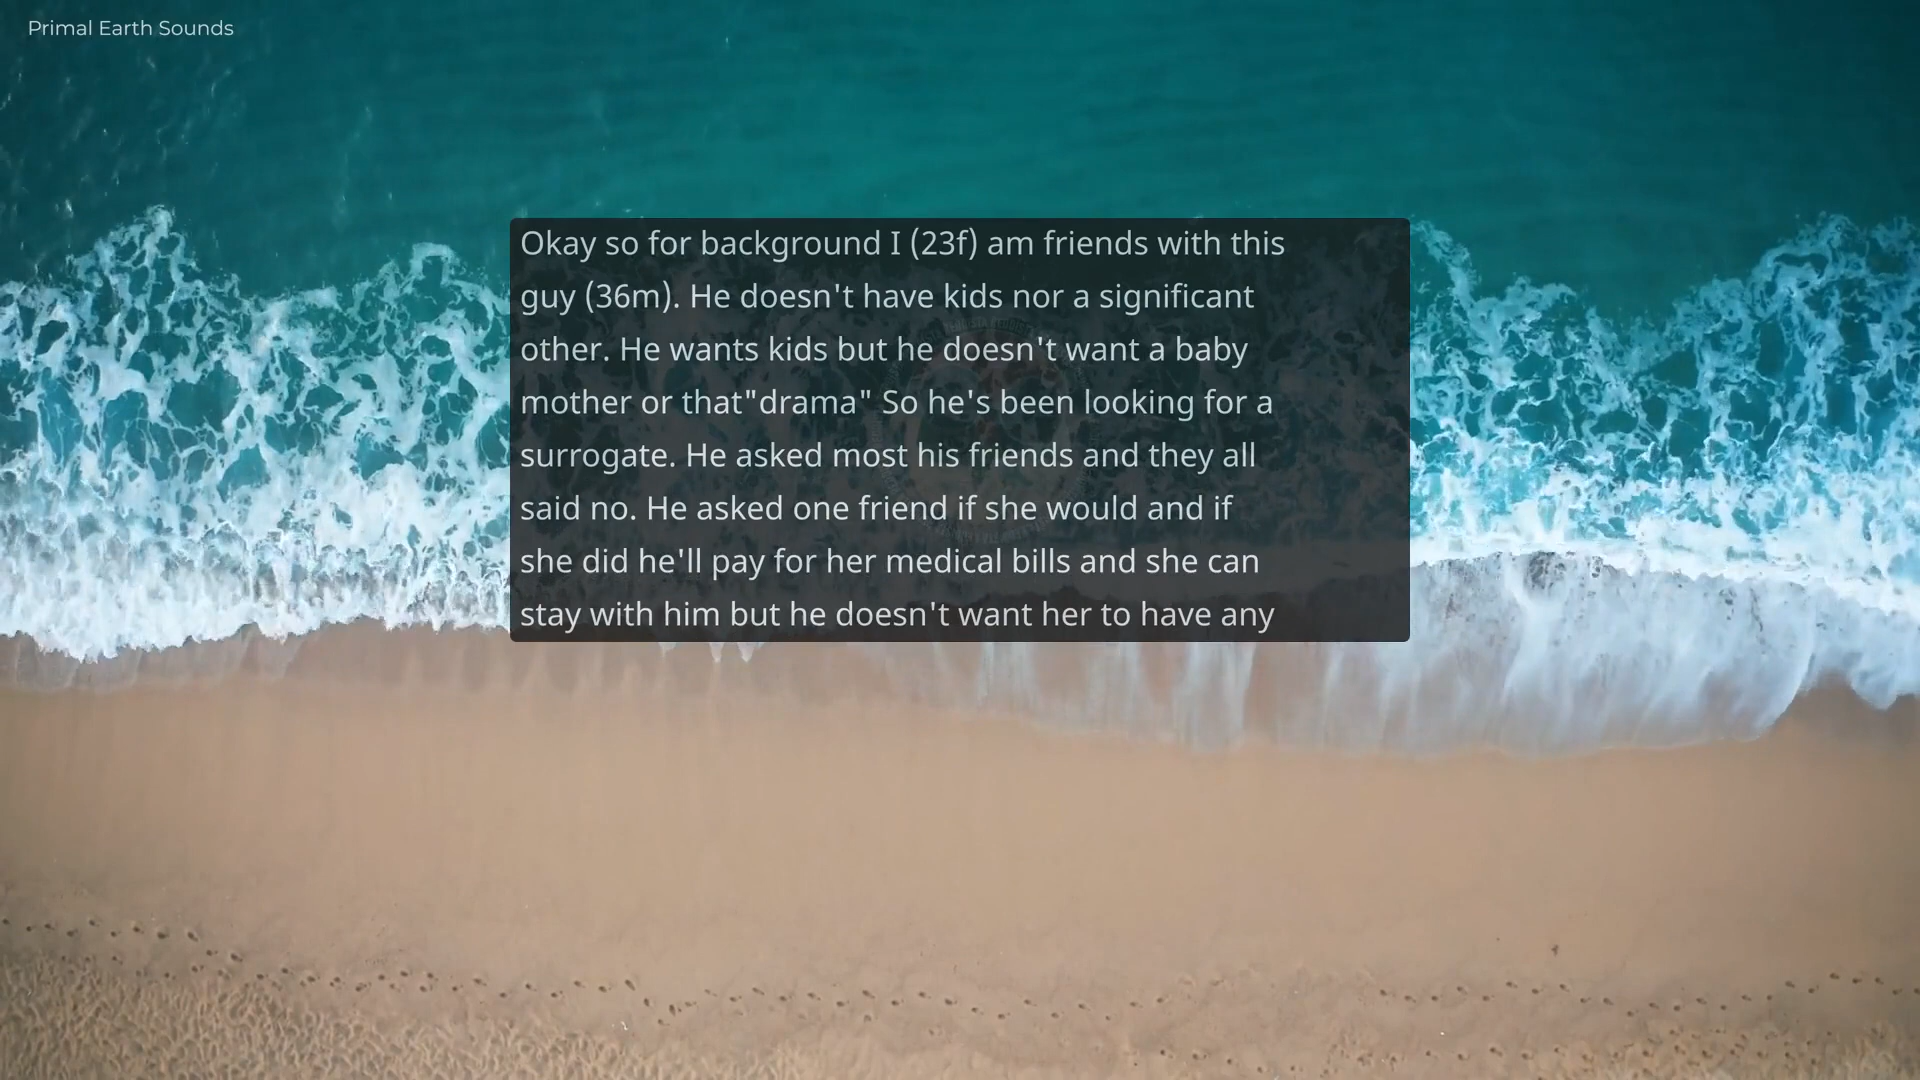 Primal Earth Sounds
Okay so for background I (23f) am friends with this
guy (36m). He doesn't have kids nor a significant
other. He wants kids but he doesn't want a baby
mother or that"drama" So he's been looking for a
surrogate. He asked most his friends and they all
said no. He asked one friend if she would and if
she did he'll pay for her medical bills and she can
stay with him but he doesn't want her to have any